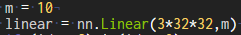 m = 10
linear = nn.Linear(3*32*32,m)